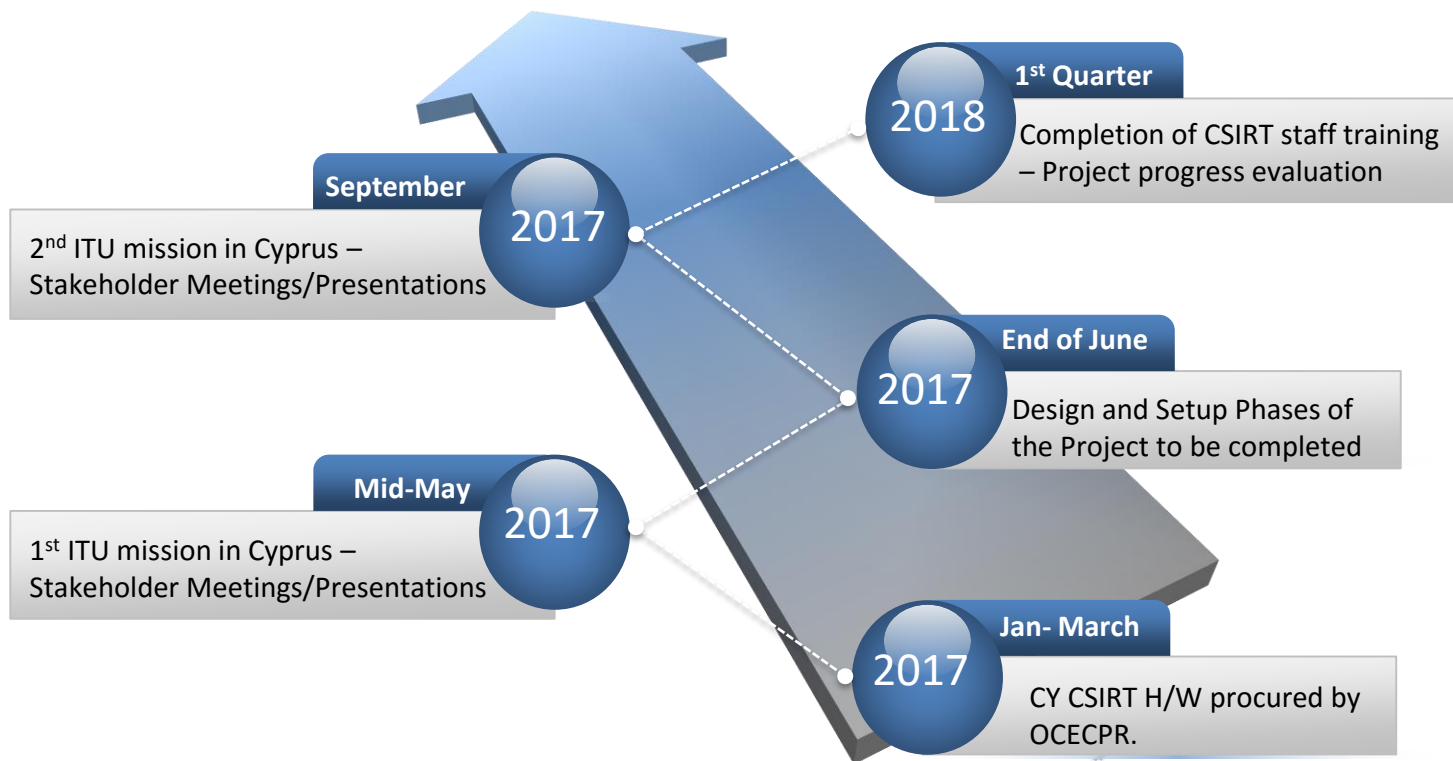 1st Quarter
2018
Completion of CSIRT staff training
– Project progress evaluation
September
2017
2nd ITU mission in Cyprus –
Stakeholder Meetings/Presentations
End of June
2017
Design and Setup Phases of
the Project to be completed
Mid-May
2017
1st ITU mission in Cyprus –
Stakeholder Meetings/Presentations
Jan- March
2017
CY CSIRT H/W procured by
OCECPR.